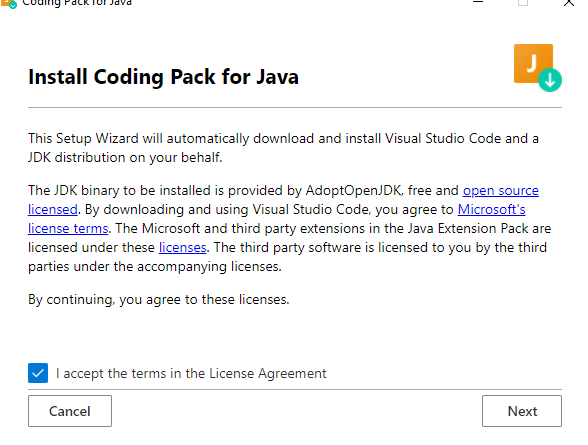 Coding Pack for Java
J
Install Coding Pack for Java
This Setup Wizard will automatically download and install Visual Studio Code and a
JDK distribution on your behalf.
The JDK binary to be installed is provided by AdoptOpenJDK, free and open source
licensed. By downloading and using Visual Studio Code, you agree to Microsoft's
license terms. The Microsoft and third party extensions in the Java Extension Pack are
licensed under these licenses. The third party software is licensed to you by the third
parties under the accompanying licenses.
By continuing, you agree to these licenses.
I accept the terms in the License Agreement
Cancel
Next